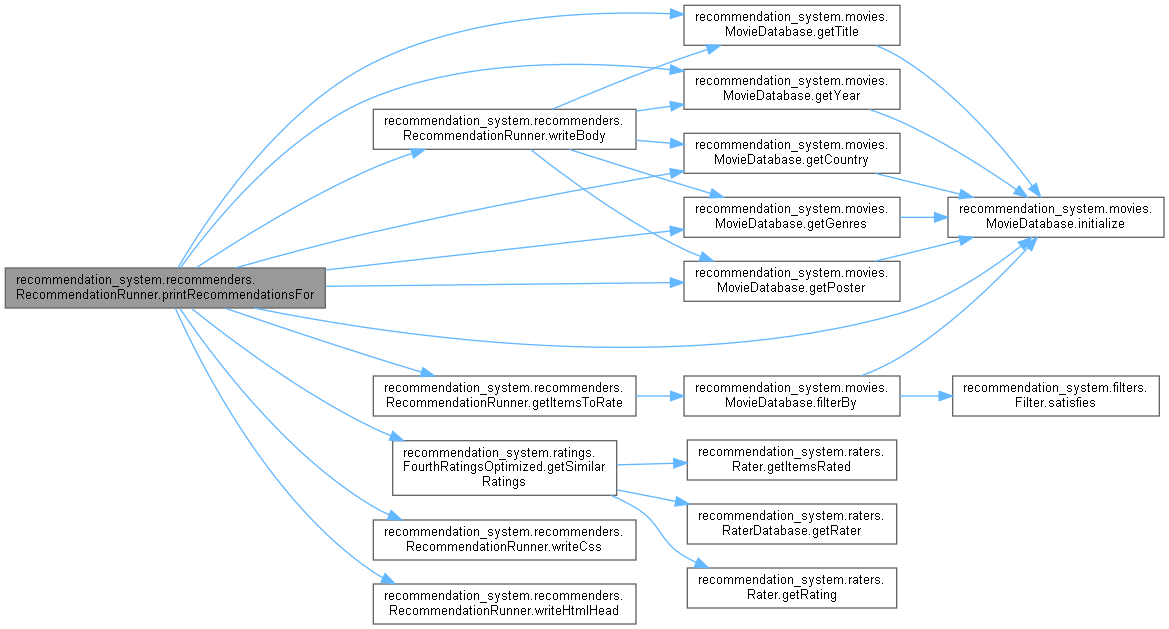 recommendation_system.movies.
MovieDatabase.getTitle
recommendation_system.movies.
MovieDatabase.getYear
recommendation_system.recommenders.
RecommendationRunner.writeBody
recommendation_system.movies.
MovieDatabase.getCountry
recommendation_system.movies.
MovieDatabase.getGenres
recommendation_system.movies.
MovieDatabase.initialize
recommendation_system.recommenders.
RecommendationRunner.printRecommendationsFor
recommendation_system.movies.
MovieDatabase.getPoster
recommendation_system.recommenders.
RecommendationRunner.getItemsToRate
recommendation_system.movies.
MovieDatabase.filterBy
recommendation_system.filters.
Filter.satisfies
recommendation_system.ratings.
FourthRatingsOptimized.getSimilar
Ratings
recommendation_system.raters.
Rater.getItemsRated
recommendation_system.raters.
RaterDatabase.getRater
recommendation_system.recommenders.
RecommendationRunner.writeCss
recommendation_system.raters.
Rater.getRating
recommendation_system.recommenders.
RecommendationRunner.writeHtmlHead